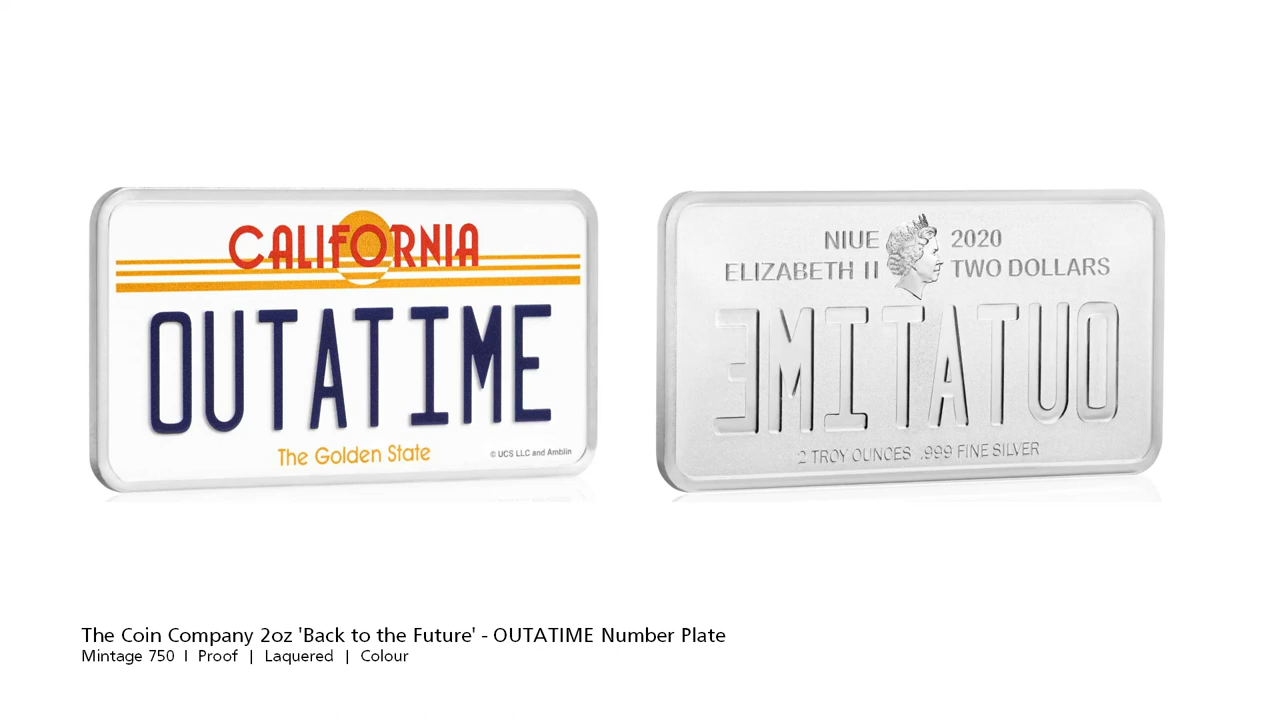 CALIFORNIA
OUTATIME
The Golden State
© UCS LLC and Amblin
NIUE 2020
ELIZABETH II TWO DOLLARS
OUTATIME
2 TROY OUNCES .999 FINE SILVER
The Coin Company 2oz 'Back to the Future' - OUTATIME Number Plate
Mintage 750 I Proof | Laquered | Colour